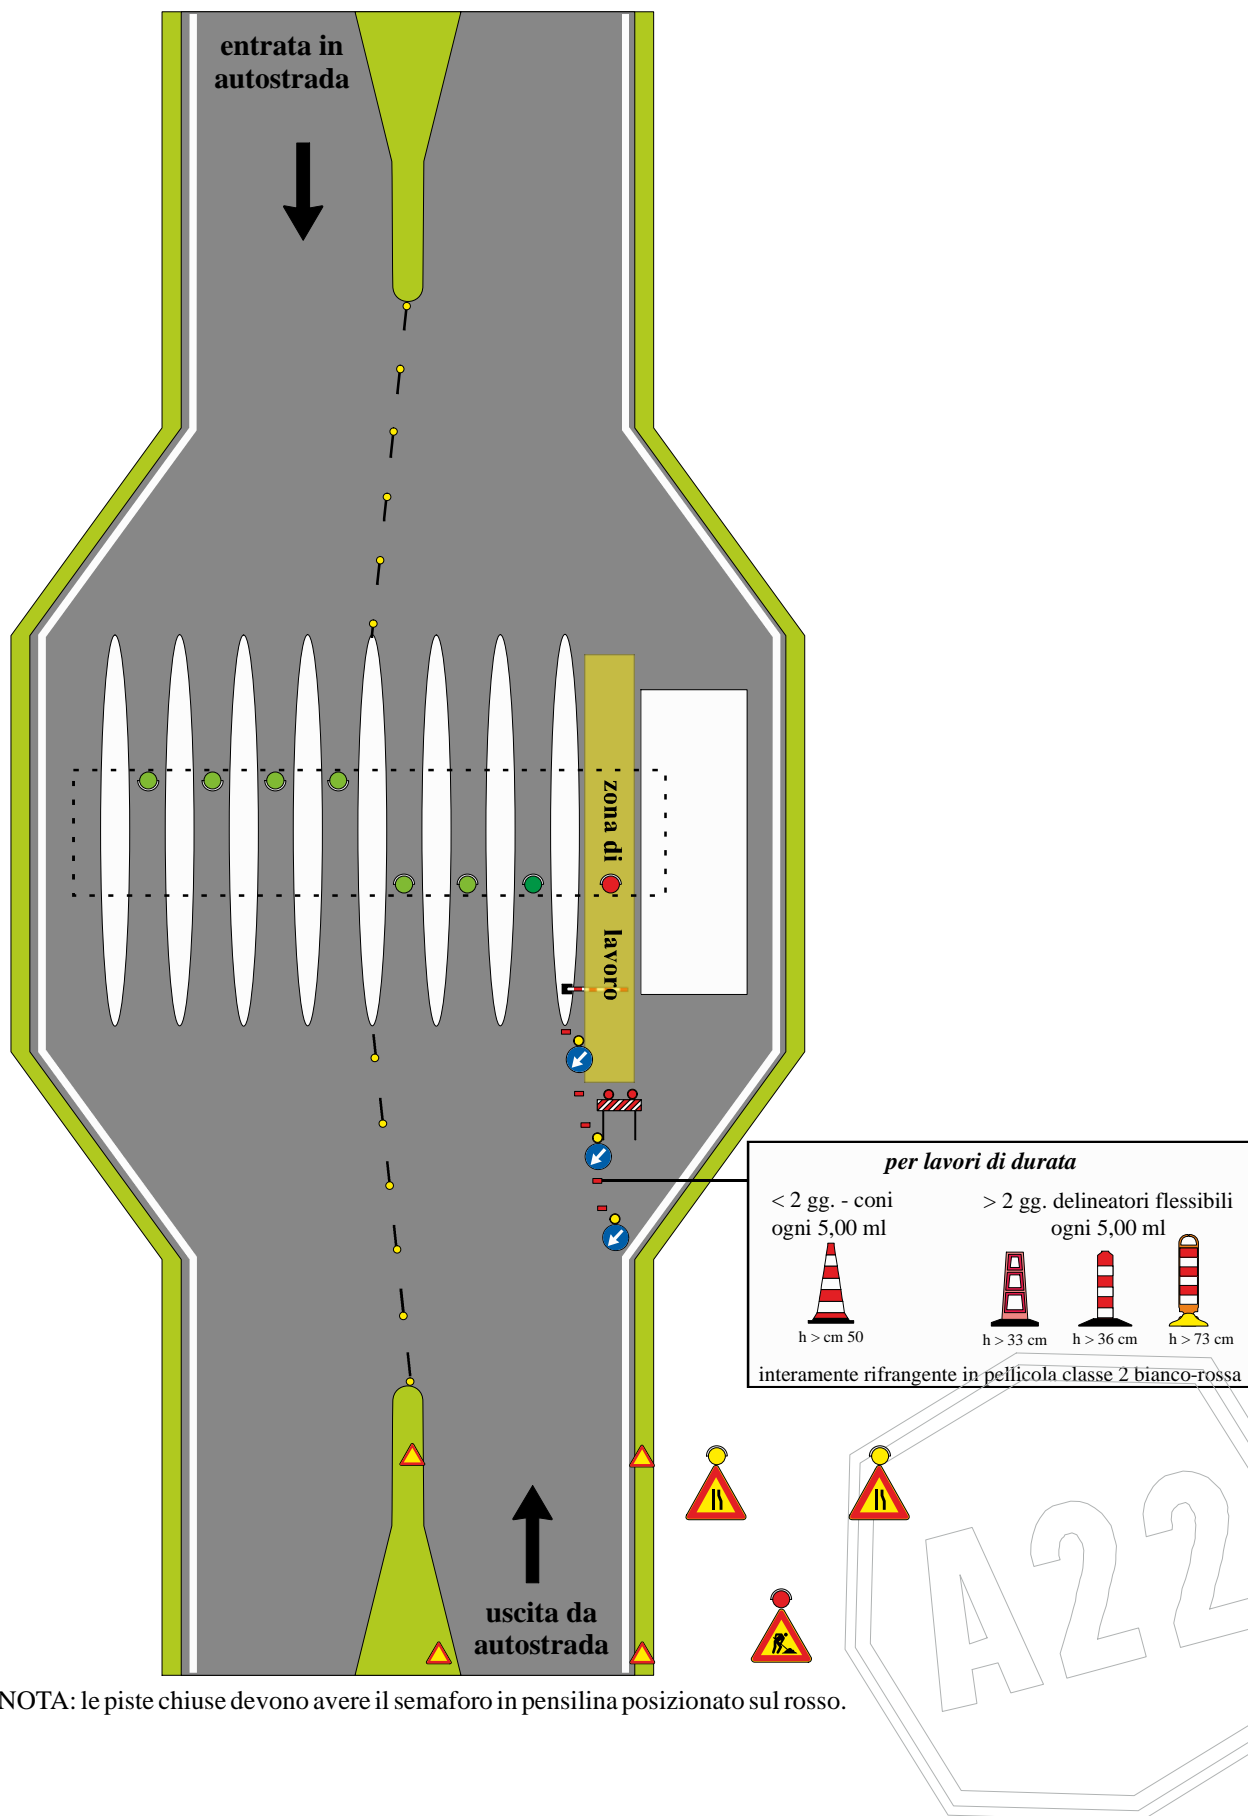 entrata in
autostrada
zona di lavoro
per lavori di durata
< 2 gg. - coni
ogni 5,00 ml
> 2 gg. delineatori flessibili
ogni 5,00 ml
h > cm 50
h > 33 cm
h > 36 cm
h > 73 cm
interamente rifrangente in pellicola classe 2 bianco-rossa
uscita da
autostrada
A22
NOTA: le piste chiuse devono avere il semaforo in pensilina posizionato sul rosso.